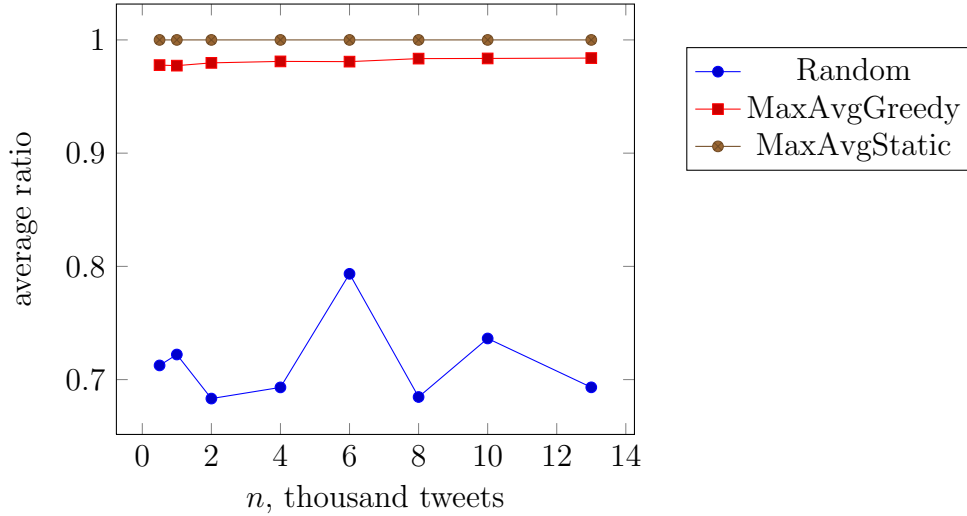 1
0.9
0.8
0.7
0 2 4 6 8 10 12 14
average ratio
n, thousand tweets
Random
MaxAvgGreedy
MaxAvgStatic